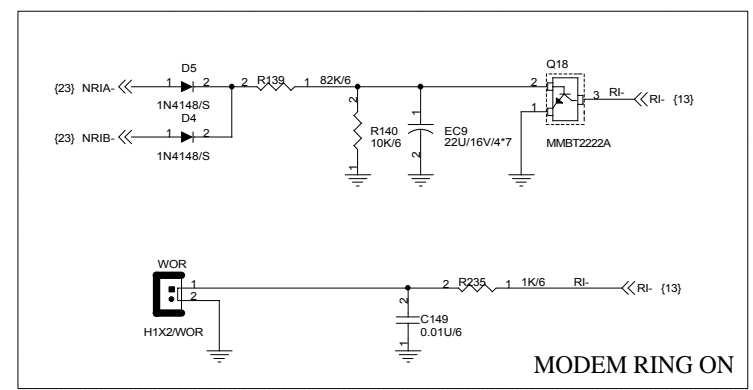 D5
{23} NRIA- 1 2
1N4148/S
D4
{23} NRIB- 1 2
1N4148/S
2 R139 1 82K/6
2
R140
10K/6
1
1
EC9
22U/16V/4*7
2
Q18
2
1
3 RI- RI- {13}
MMBT2222A
WOR
1
2
H1X2/WOR
2
C149
0.01U/6
1
2 R235 1 1K/6 RI- RI- {13}
MODEM RING ON